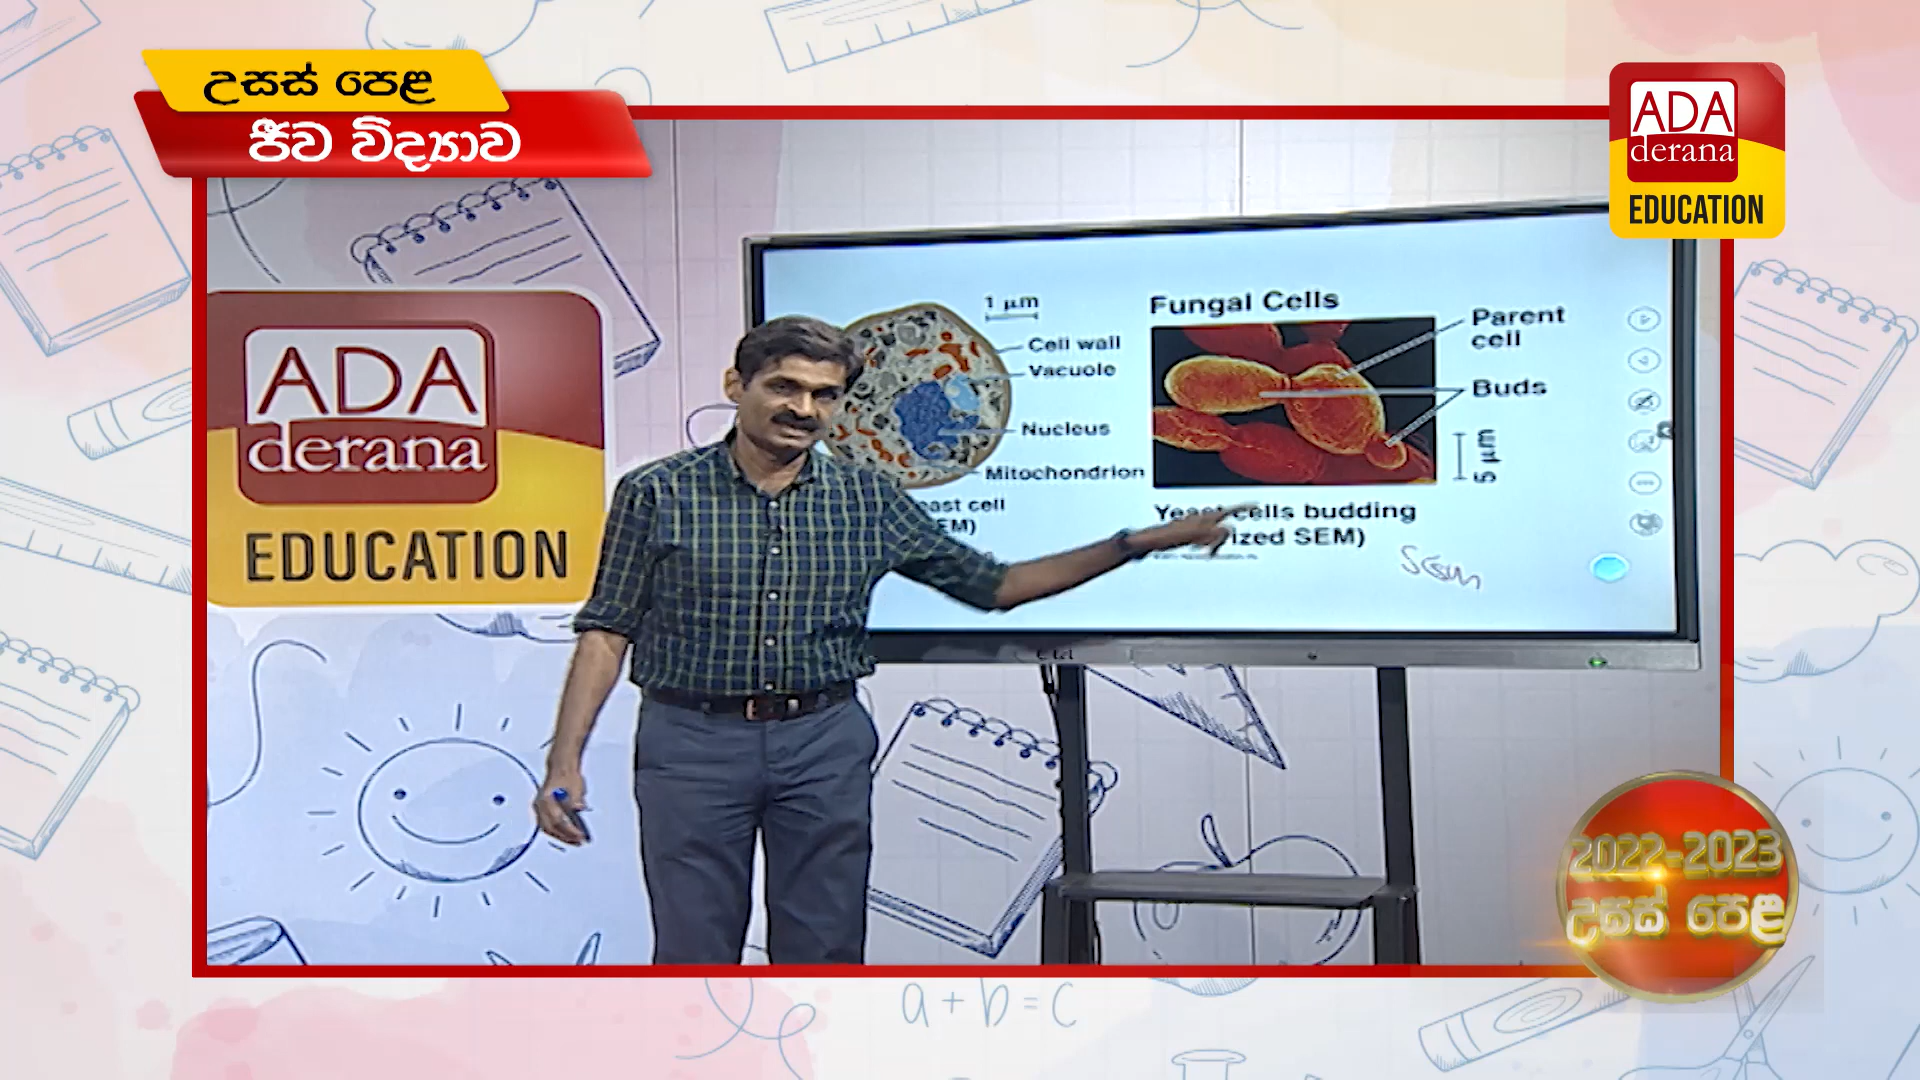 උසස් පෙළ
ජීව විද්‍යාව
ADA
derana
EDUCATION
ADA
derana
EDUCATION
1 µm
Cell wall
Vacuole
Nucleus
Mitochondrion
Fungal Cells
Parent
cell
Buds
5 µm
cells budding
SEM)
2022-2023
උසස් පෙළ
a + b = c